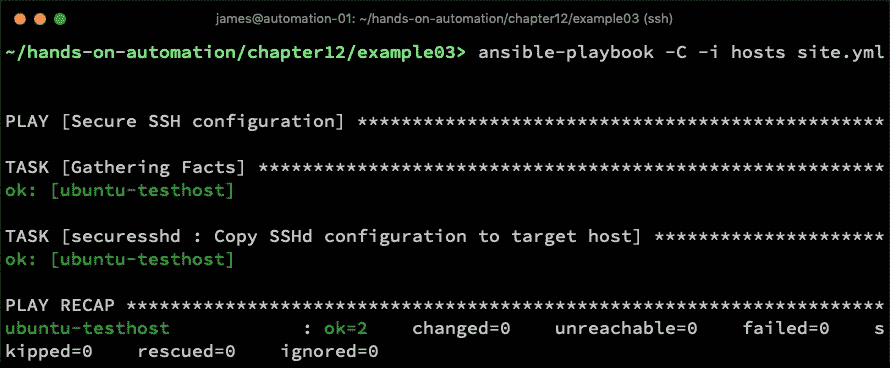 james@automation-01: ~/hands-on-automation/chapter12/example03 (ssh)
~/hands-on-automation/chapter12/example03> ansible-playbook -C -i hosts site.yml
PLAY [Secure SSH configuration] ************************************************
TASK [Gathering Facts] *********************************************************
ok: [ubuntu-testhost]
TASK [securesshd : Copy SSHd configuration to target host] *********************
ok: [ubuntu-testhost]
PLAY RECAP *********************************************************************
ubuntu-testhost            : ok=2    changed=0    unreachable=0    failed=0    s
kipped=0    rescued=0    ignored=0